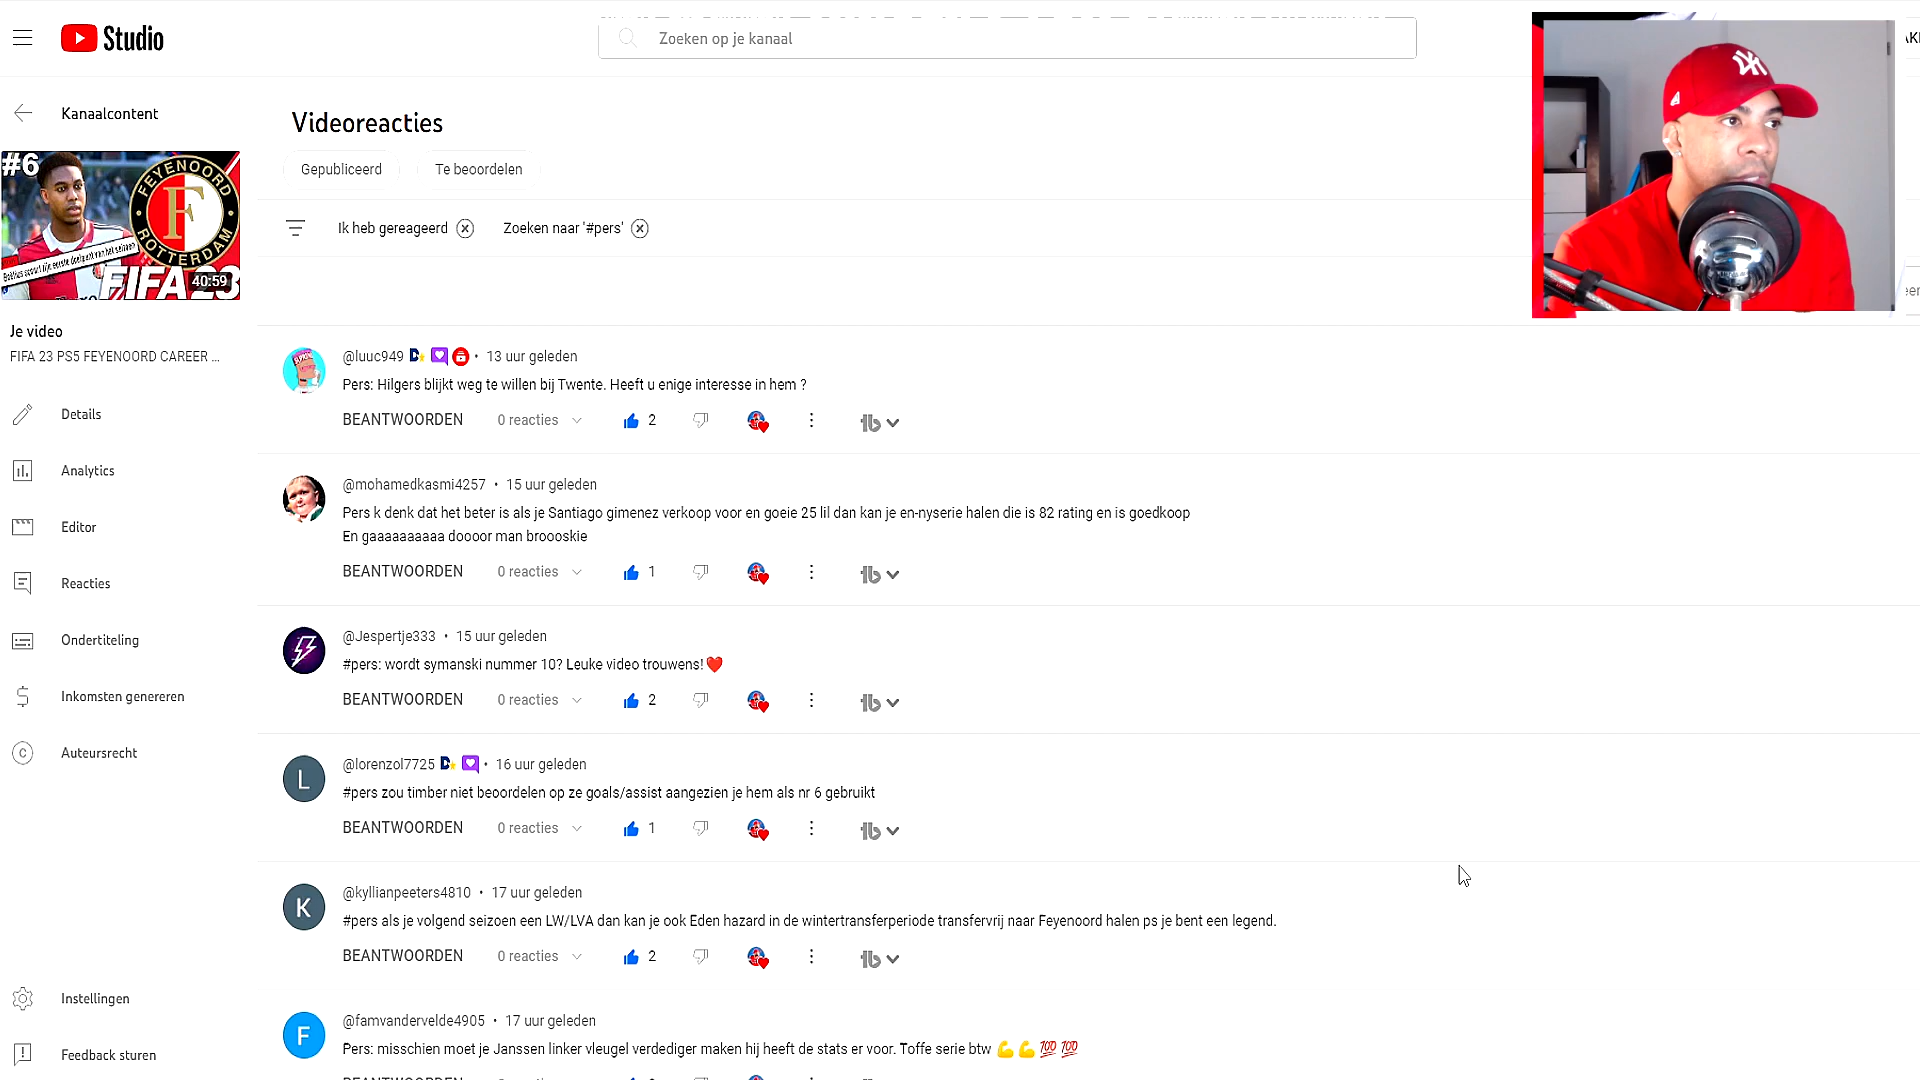 Studio
Zoeken op je kanaal
Kanaalcontent
#6
FEYENOORD
ROTTERDAM
FIFA 23
40:59
Je video
FIFA 23 PS5 FEYENOORD CAREER ...
Details
Analytics
Editor
Reacties
Ondertiteling
Inkomsten genereren
Auteursrecht
Instellingen
Feedback sturen
Videoreacties
Gepubliceerd
Te beoordelen
Ik heb gereageerd
Zoeken naar '#pers'
@luuc949 • 13 uur geleden
Pers: Hilgers blijkt weg te willen bij Twente. Heeft u enige interesse in hem ?
BEANTWOORDEN 0 reacties 2
@mohamedkasmi4257 • 15 uur geleden
Pers k denk dat het beter is als je Santiago gimenez verkoop voor en goeie 25 lil dan kan je en-nyserie halen die is 82 rating en is goedkoop
En gaaaaaaaaaa doooor man broooskie
BEANTWOORDEN 0 reacties 1
@Jespertje333 • 15 uur geleden
#pers: wordt symanski nummer 10? Leuke video trouwens!❤️
BEANTWOORDEN 0 reacties 2
L
@lorenzol7725 • 16 uur geleden
#pers zou timber niet beoordelen op ze goals/assist aangezien je hem als nr 6 gebruikt
BEANTWOORDEN 0 reacties 1
K
@kyllianpeeters4810 • 17 uur geleden
#pers als je volgend seizoen een LW/LVA dan kan je ook Eden hazard in de wintertransferperiode transfervrij naar Feyenoord halen ps je bent een legend.
BEANTWOORDEN 0 reacties 2
F
@famvandervelde4905 • 17 uur geleden
Pers: misschien moet je Janssen linker vleugel verdediger maken hij heeft de stats er voor. Toffe serie btw 💪💪💯💯